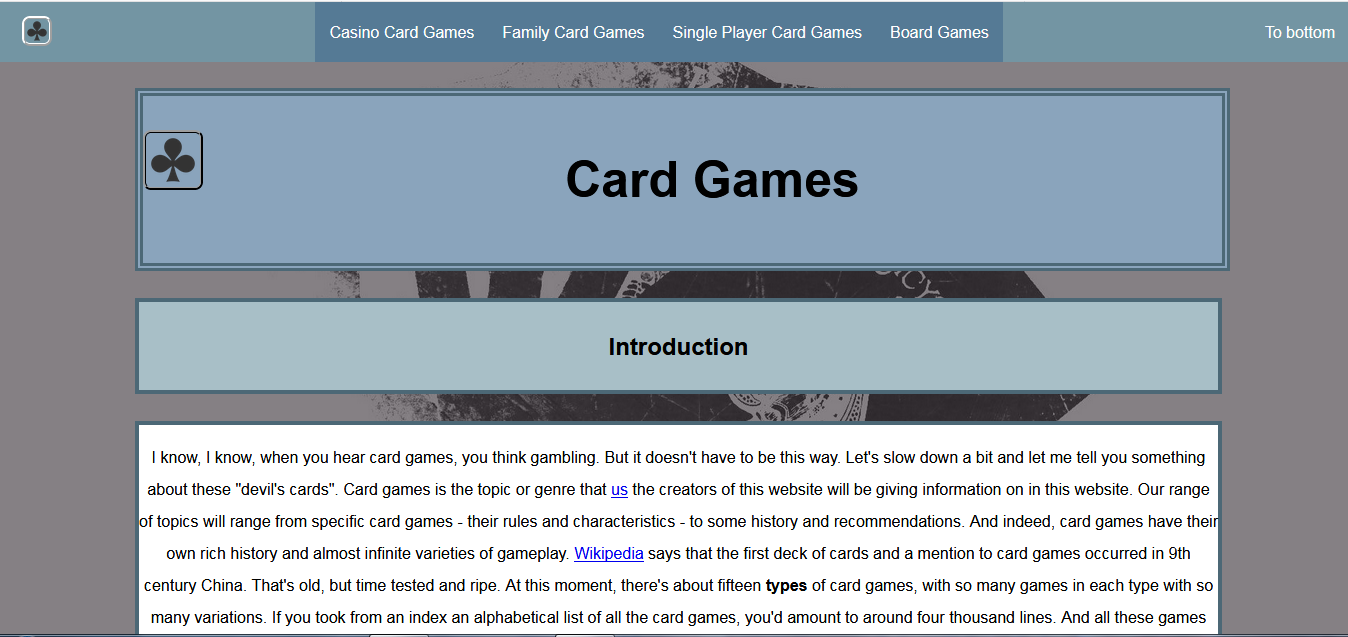 Casino Card Games Family Card Games Single Player Card Games Board Games To bottom
Card Games
Introduction
I know, I know, when you hear card games, you think gambling. But it doesn't have to be this way. Let's slow down a bit and let me tell you something
about these "devil's cards". Card games is the topic or genre that us the creators of this website will be giving information on in this website. Our range
of topics will range from specific card games - their rules and characteristics - to some history and recommendations. And indeed, card games have their
own rich history and almost infinite varieties of gameplay. Wikipedia says that the first deck of cards and a mention to card games occurred in 9th
century China. That's old, but time tested and ripe. At this moment, there's about fifteen types of card games, with so many games in each type with so
many variations. If you took from an index an alphabetical list of all the card games, you'd amount to around four thousand lines. And all these games